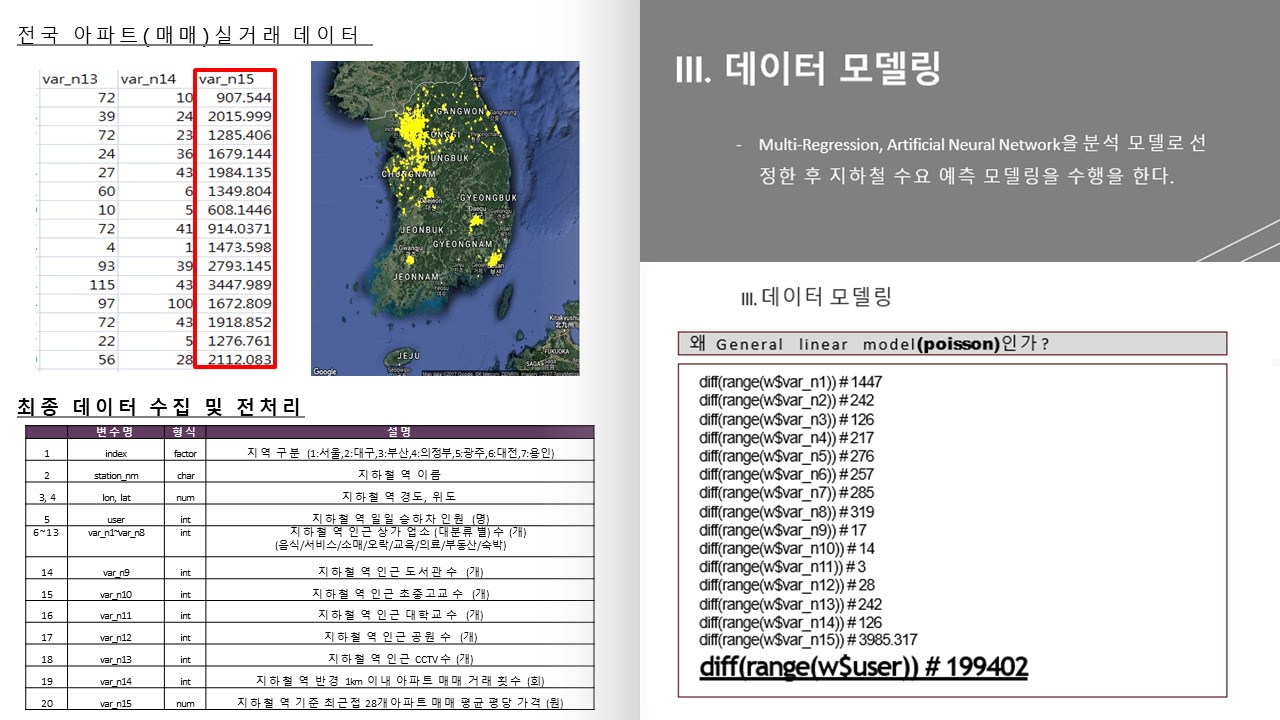 전국 아파트(매매)실거래 데이터
var_n13 var_n14 var_n15
72 10 907.544
39 24 2015.999
72 23 1285.406
24 36 1679.144
27 43 1984.135
60 6 1349.804
10 5 608.1446
72 41 914.0371
4 1 1473.598
93 39 2793.145
115 43 3447.989
97 100 1672.809
72 43 1918.852
22 5 1276.761
56 28 2112.083
GANGWON
CHUNGNAM
GYEONGBUK
Daegu
JEONBUK
GYEONGNAM
Gwangju
JEONNAM
부산
Kitakyushu
北九州
JEJU
FUKUOKA
SAGA
Google
최종 데이터 수집 및 전처리
변수명 형식 설명
1 index factor 지역 구분 (1:서울,2:대구,3:부산,4:의정부,5:광주,6:대전,7:용인)
2 station_nm char 지하철 역 이름
3, 4 lon, lat num 지하철 역 경도, 위도
5 user int 지하철 역 일일 승하차 인원 (명)
6~13 var_n1~var_n8 int 지하철 역 인근 상가 업소 (대분류 별) 수 (개)
(음식/서비스/소매/오락/교육/의료/부동산/숙박)
14 var_n9 int 지하철 역 인근 도서관 수 (개)
15 var_n10 int 지하철 역 인근 초중고교 수 (개)
16 var_n11 int 지하철 역 인근 대학교 수 (개)
17 var_n12 int 지하철 역 인근 공원 수 (개)
18 var_n13 int 지하철 역 인근 CCTV 수 (개)
19 var_n14 int 지하철 역 반경 1km 이내 아파트 매매 거래 횟수 (회)
20 var_n15 num 지하철 역 기준 최근접 28개 아파트 매매 평균 평당 가격 (원)
III. 데이터 모델링
- Multi-Regression, Artificial Neural Network을 분석 모델로 선
정한 후 지하철 수요 예측 모델링을 수행을 한다.
III. 데이터 모델링
왜 General linear model(poisson)인가?
diff(range(w$var_n1)) # 1447
diff(range(w$var_n2)) # 242
diff(range(w$var_n3)) # 126
diff(range(w$var_n4)) # 217
diff(range(w$var_n5)) # 276
diff(range(w$var_n6)) # 257
diff(range(w$var_n7)) # 285
diff(range(w$var_n8)) # 319
diff(range(w$var_n9)) # 17
diff(range(w$var_n10)) # 14
diff(range(w$var_n11)) # 3
diff(range(w$var_n12)) # 28
diff(range(w$var_n13)) # 242
diff(range(w$var_n14)) # 126
diff(range(w$var_n15)) # 3985.317
diff(range(w$user)) # 199402